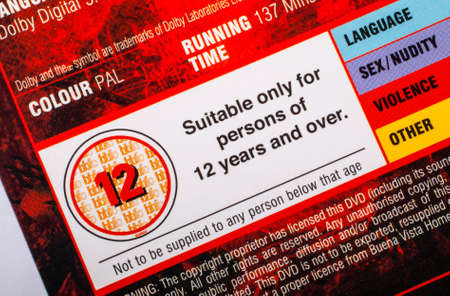 Dolby Digital 5.
Dolby and the symbol are trademarks of Dolby Laboratories
COLOUR PAL
RUNNING TIME 137 Mins
LANGUAGE
SEX/NUDITY
VIOLENCE
OTHER
12
Suitable only for
persons of
12 years and over.
Not to be supplied to any person below that age
WARNING: The copyright proprietor has licensed this DVD (including its soun
only. All other rights are reserved. Any unauthorised copying,
public performance, diffusion and/or broadcast of this
This DVD is not to be exported, resupplied
a proper licence from Buena Vista Home